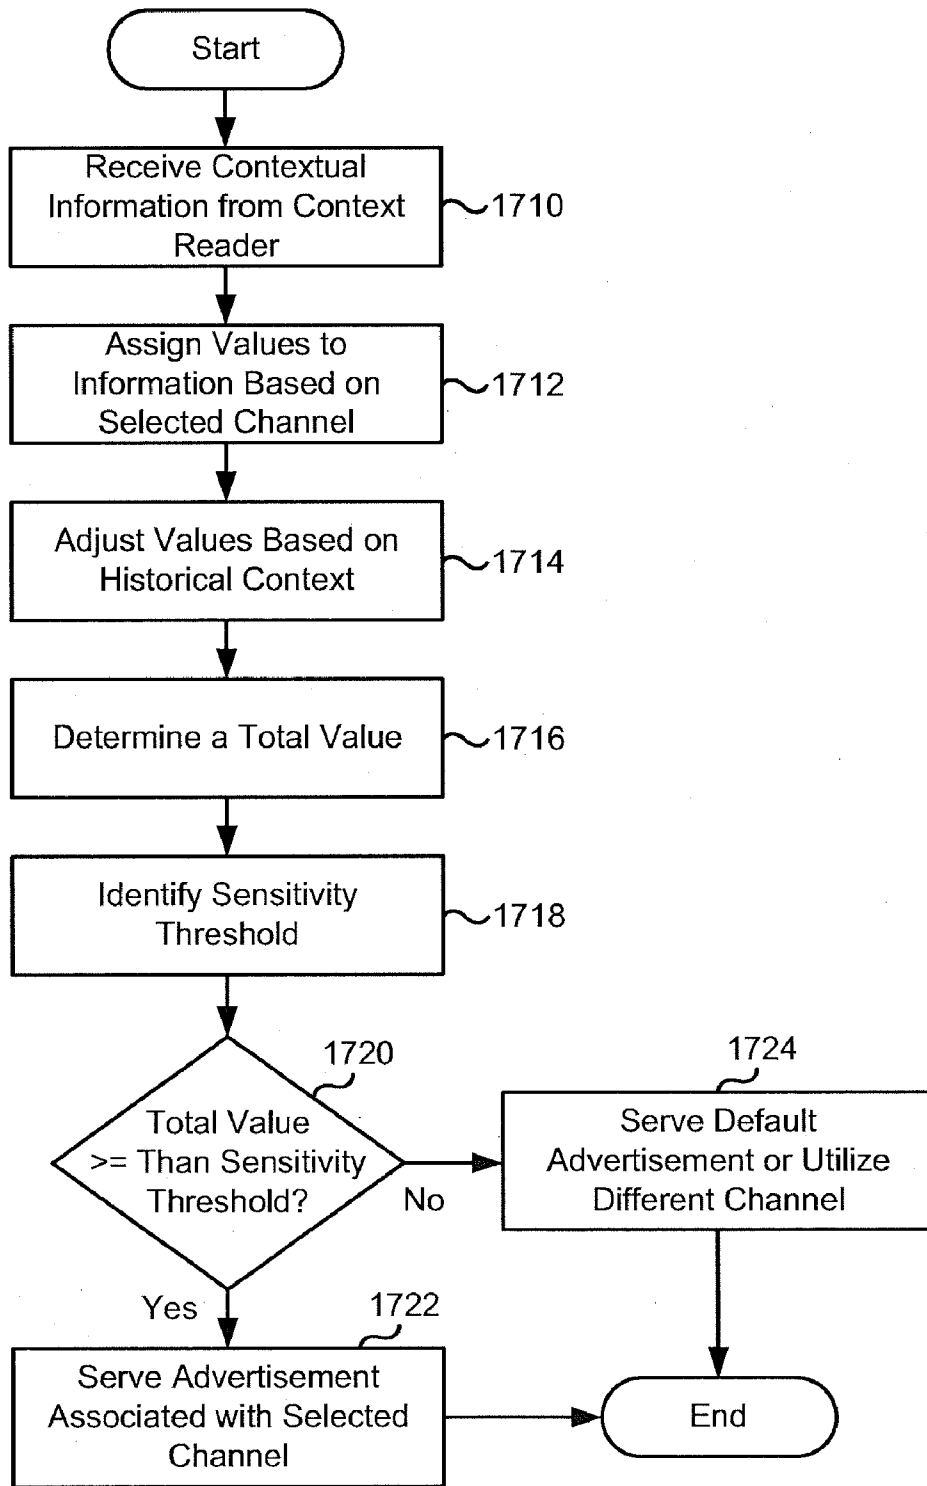 Start
Receive Contextual
Information from Context
Reader
1710
Assign Values to
Information Based on
Selected Channel
1712
Adjust Values Based on
Historical Context
1714
Determine a Total Value
1716
Identify Sensitivity
Threshold
1718
1720
Total Value
>= Than Sensitivity
Threshold?
No
Yes
1724
Serve Default
Advertisement or Utilize
Different Channel
1722
Serve Advertisement
Associated with Selected
Channel
End